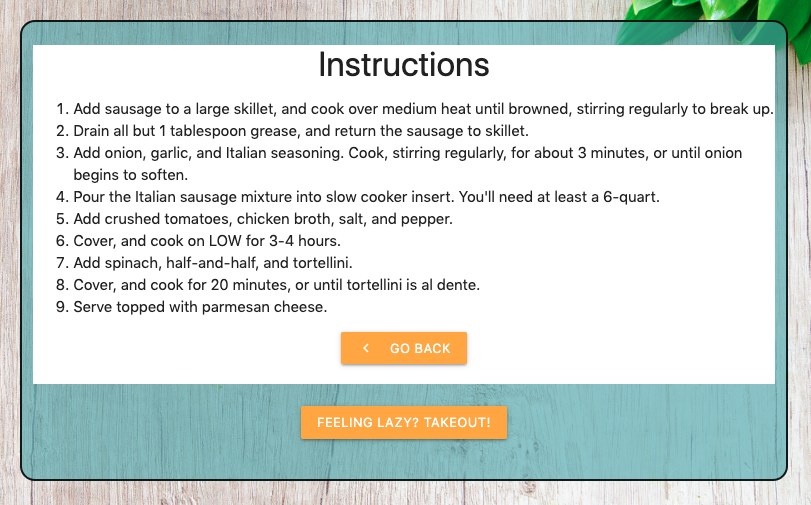 Instructions
1. Add sausage to a large skillet, and cook over medium heat until browned, stirring regularly to break up.
2. Drain all but 1 tablespoon grease, and return the sausage to skillet.
3. Add onion, garlic, and Italian seasoning. Cook, stirring regularly, for about 3 minutes, or until onion
begins to soften.
4. Pour the Italian sausage mixture into slow cooker insert. You'll need at least a 6-quart.
5. Add crushed tomatoes, chicken broth, salt, and pepper.
6. Cover, and cook on LOW for 3-4 hours.
7. Add spinach, half-and-half, and tortellini.
8. Cover, and cook for 20 minutes, or until tortellini is al dente.
9. Serve topped with parmesan cheese.
GO BACK
FEELING LAZY? TAKEOUT!